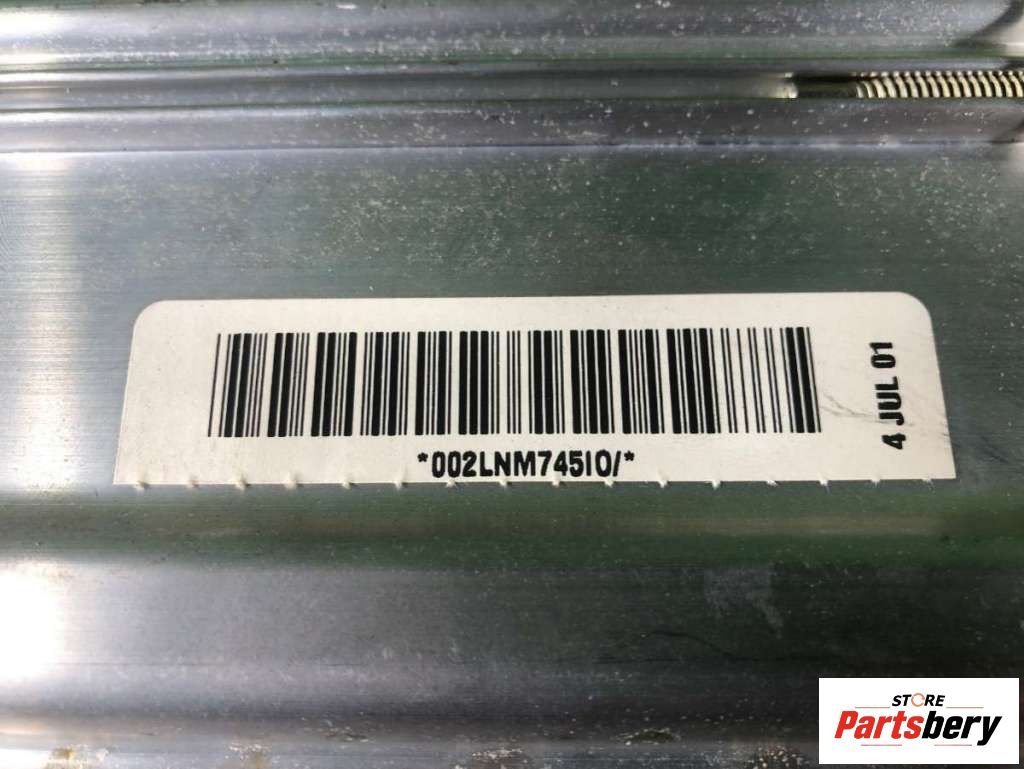 *002LNM745IO/*
4 JUL 01
STORE
Partsbery